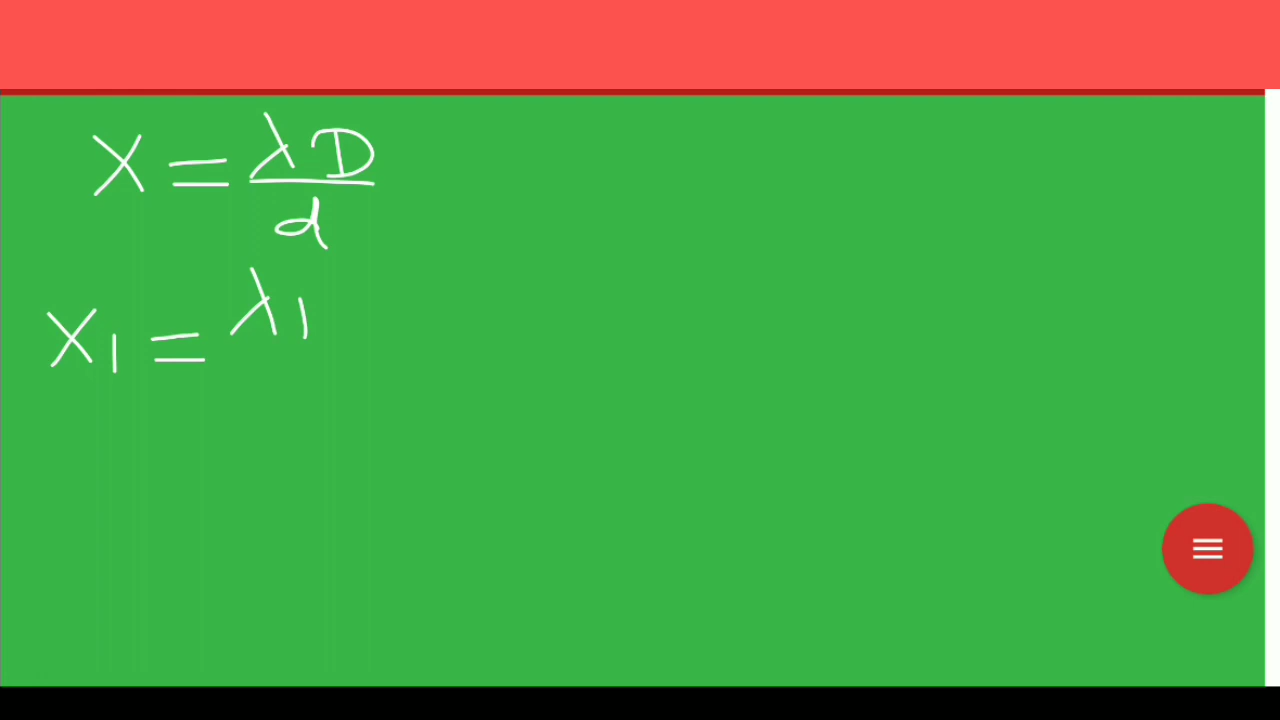 X = λD/d
X1 = λ1